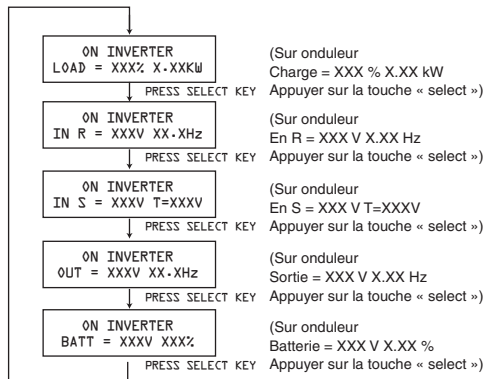 ON INVERTER
LOAD = XXX% X.XXKW
PRESS SELECT KEY
(Sur onduleur
Charge = XXX % X.XX kW
Appuyer sur la touche « select »)
ON INVERTER
IN R = XXXV XX.XHz
PRESS SELECT KEY
(Sur onduleur
En R = XXX V X.XX Hz
Appuyer sur la touche « select »)
ON INVERTER
IN S = XXXV T=XXXV
PRESS SELECT KEY
(Sur onduleur
En S = XXX V T=XXXV
Appuyer sur la touche « select »)
ON INVERTER
OUT = XXXV XX.XHz
PRESS SELECT KEY
(Sur onduleur
Sortie = XXX V X.XX Hz
Appuyer sur la touche « select »)
ON INVERTER
BATT = XXXV XXX%
PRESS SELECT KEY
(Sur onduleur
Batterie = XXX V X.XX %
Appuyer sur la touche « select »)